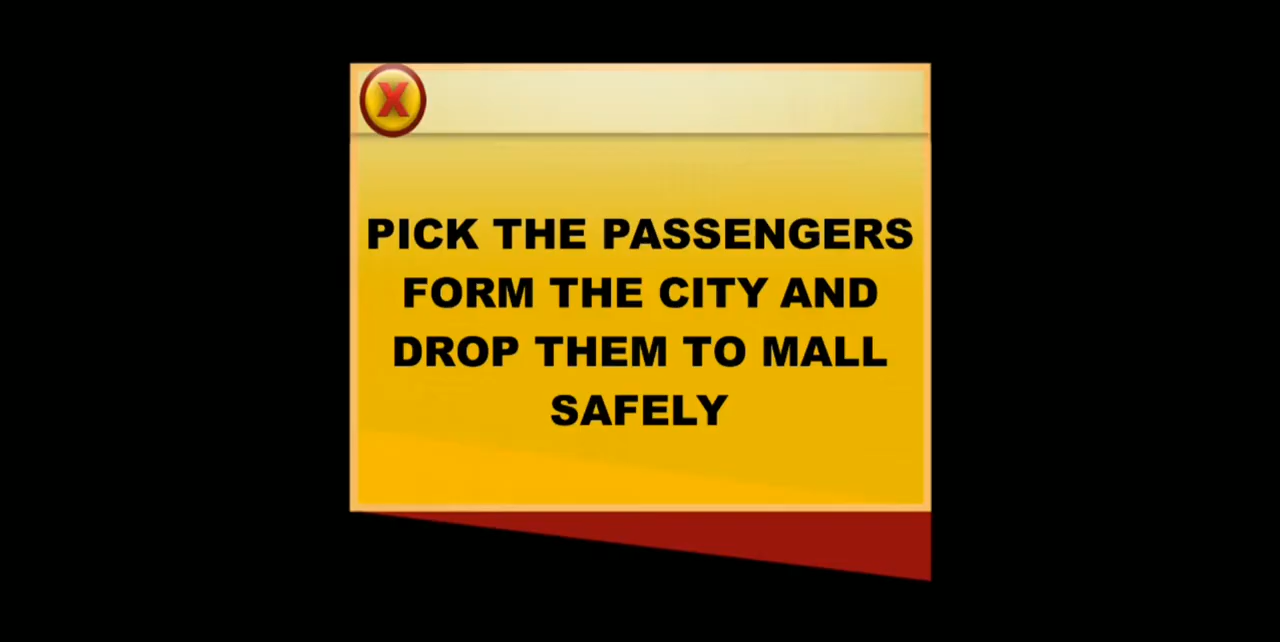 X
PICK THE PASSENGERS
FORM THE CITY AND
DROP THEM TO MALL
SAFELY